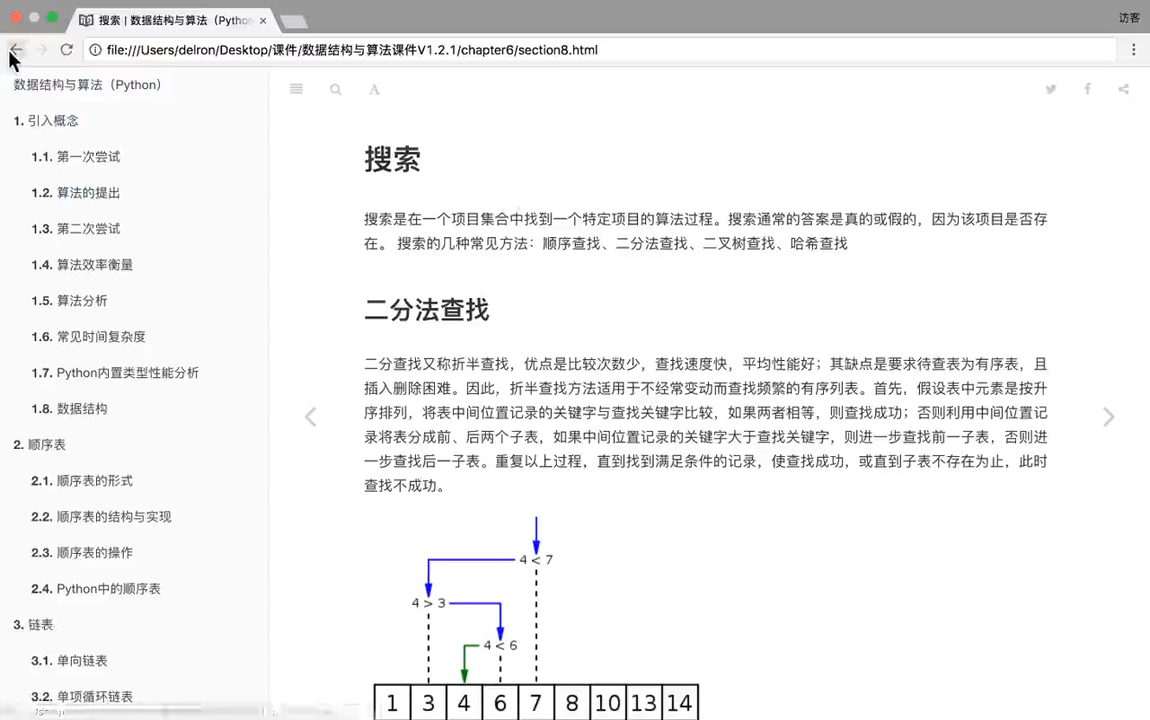 搜索 | 数据结构与算法（Python
访客
file:///Users/delron/Desktop/课件/数据结构与算法课件V1.2.1/chapter6/section8.html
数据结构与算法（Python）
1. 引入概念
1.1. 第一次尝试
1.2. 算法的提出
1.3. 第二次尝试
1.4. 算法效率衡量
1.5. 算法分析
1.6. 常见时间复杂度
1.7. Python内置类型性能分析
1.8. 数据结构
2. 顺序表
2.1. 顺序表的形式
2.2. 顺序表的结构与实现
2.3. 顺序表的操作
2.4. Python中的顺序表
3. 链表
3.1. 单向链表
3.2. 单项循环链表
A
搜索
搜索是在一个项目集合中找到一个特定项目的算法过程。搜索通常的答案是真的或假的，因为该项目是否存
在。 搜索的几种常见方法：顺序查找、二分法查找、二叉树查找、哈希查找
二分法查找
二分查找又称折半查找，优点是比较次数少，查找速度快，平均性能好；其缺点是要求待查表为有序表，且
插入删除困难。因此，折半查找方法适用于不经常变动而查找频繁的有序列表。首先，假设表中元素是按升
序排列，将表中间位置记录的关键字与查找关键字比较，如果两者相等，则查找成功；否则利用中间位置记
录将表分成前、后两个子表，如果中间位置记录的关键字大于查找关键字，则进一步查找前一子表，否则进
一步查找后一子表。重复以上过程，直到找到满足条件的记录，使查找成功，或直到子表不存在为止，此时
查找不成功。
4 < 7
4 > 3
4 < 6
1 3 4 6 7 8 10 13 14